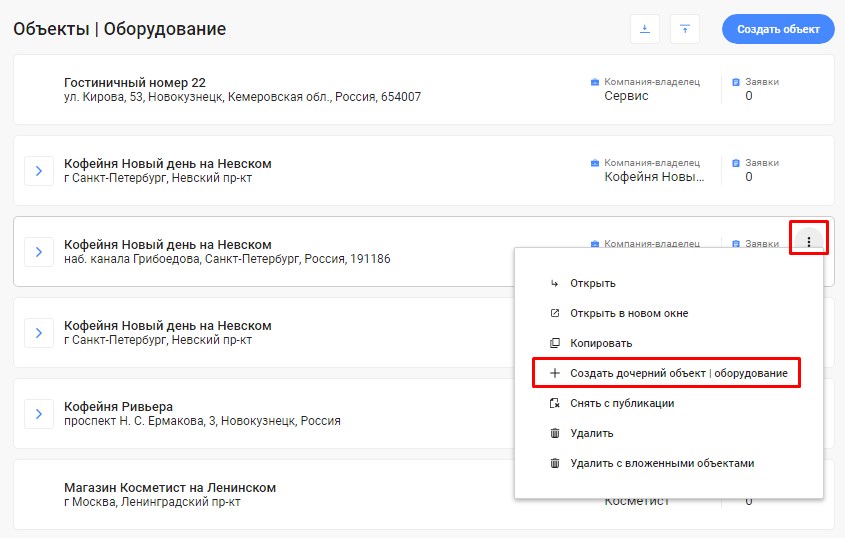 Объекты | Оборудование
Создать объект
Гостиничный номер 22
ул. Кирова, 53, Новокузнецк, Кемеровская обл., Россия, 654007
Компания-владелец
Сервис
Заявки
0
Кофейня Новый день на Невском
г Санкт-Петербург, Невский пр-кт
Компания-владелец
Кофейня Новы...
Заявки
0
Кофейня Новый день на Невском
наб. канала Грибоедова, Санкт-Петербург, Россия, 191186
Компания-владелец
Заявки
Открыть
Открыть в новом окне
Копировать
Создать дочерний объект | оборудование
Снять с публикации
Удалить
Удалить с вложенными объектами
Кофейня Новый день на Невском
г Санкт-Петербург, Невский пр-кт
Кофейня Ривьера
проспект Н. С. Ермакова, 3, Новокузнецк, Россия
Магазин Косметист на Ленинском
г Москва, Ленинградский пр-кт
Косметист
0